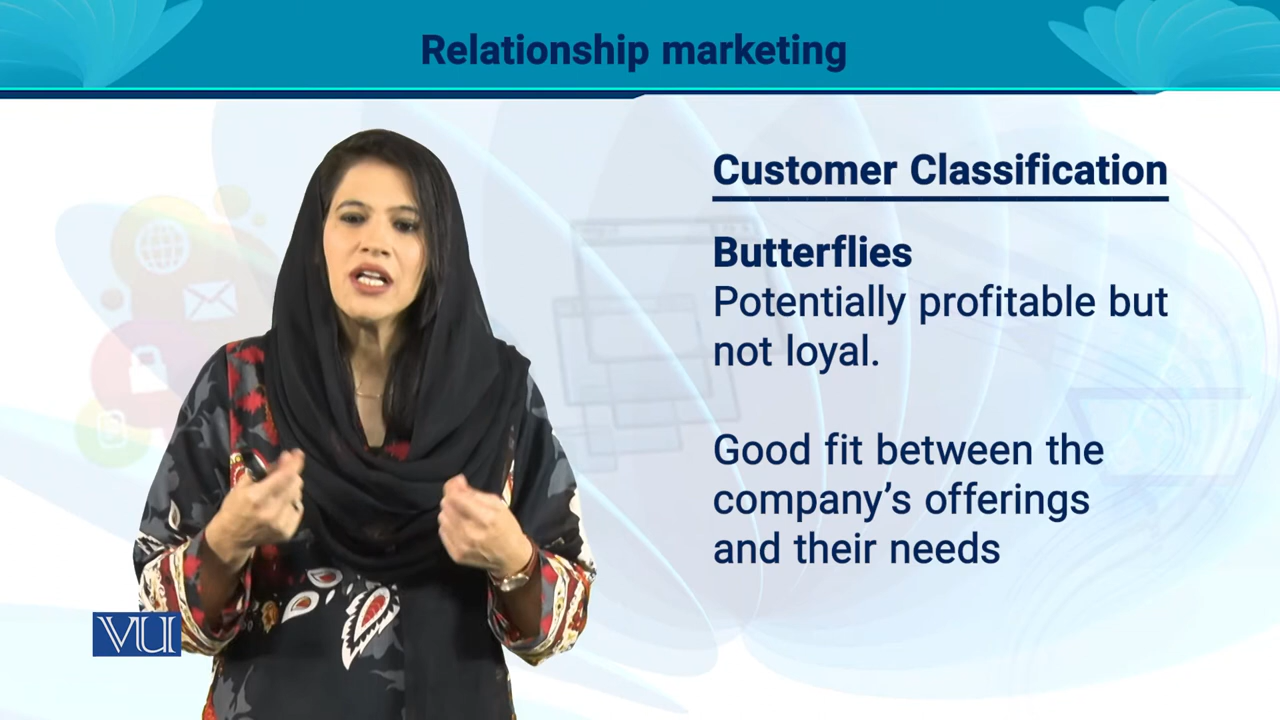 Relationship marketing
Customer Classification
Butterflies
Potentially profitable but
not loyal.
Good fit between the
company’s offerings
and their needs
VU